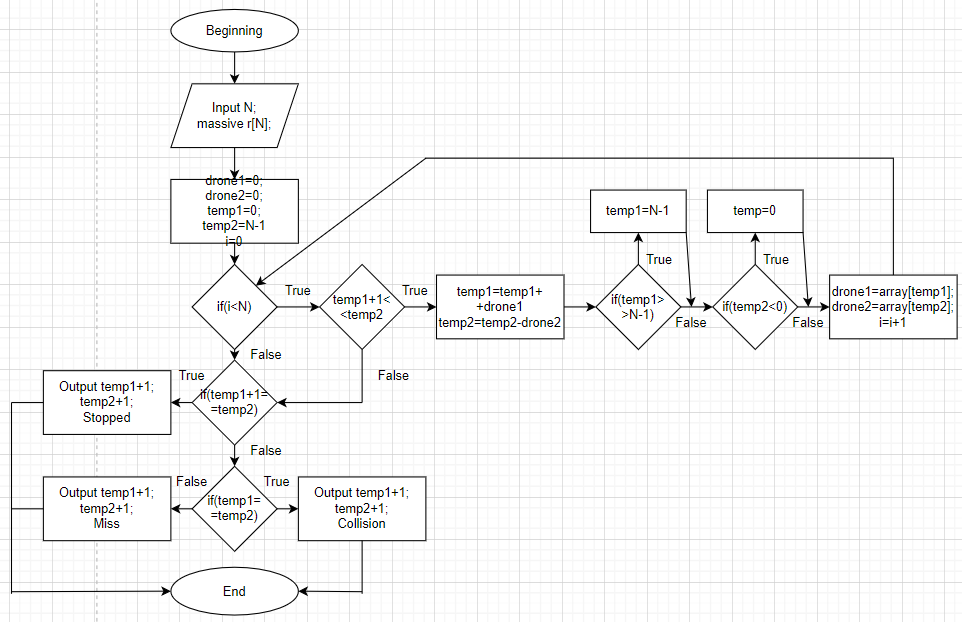 Beginning
Input N;
massive r[N];
drone1=0;
drone2=0;
temp1=0;
temp2=N-1
i=0
if(i<N)
True
False
temp1+1<
<temp2
True
False
temp1=temp1+
+drone1
temp2=temp2-drone2
temp1=N-1
True
if(temp1>
>N-1)
False
temp=0
True
if(temp2<0)
False
drone1=array[temp1];
drone2=array[temp2];
i=i+1
if(temp1+1=
=temp2)
True
False
Output temp1+1;
temp2+1;
Stopped
if(temp1=
=temp2)
False
True
Output temp1+1;
temp2+1;
Miss
Output temp1+1;
temp2+1;
Collision
End